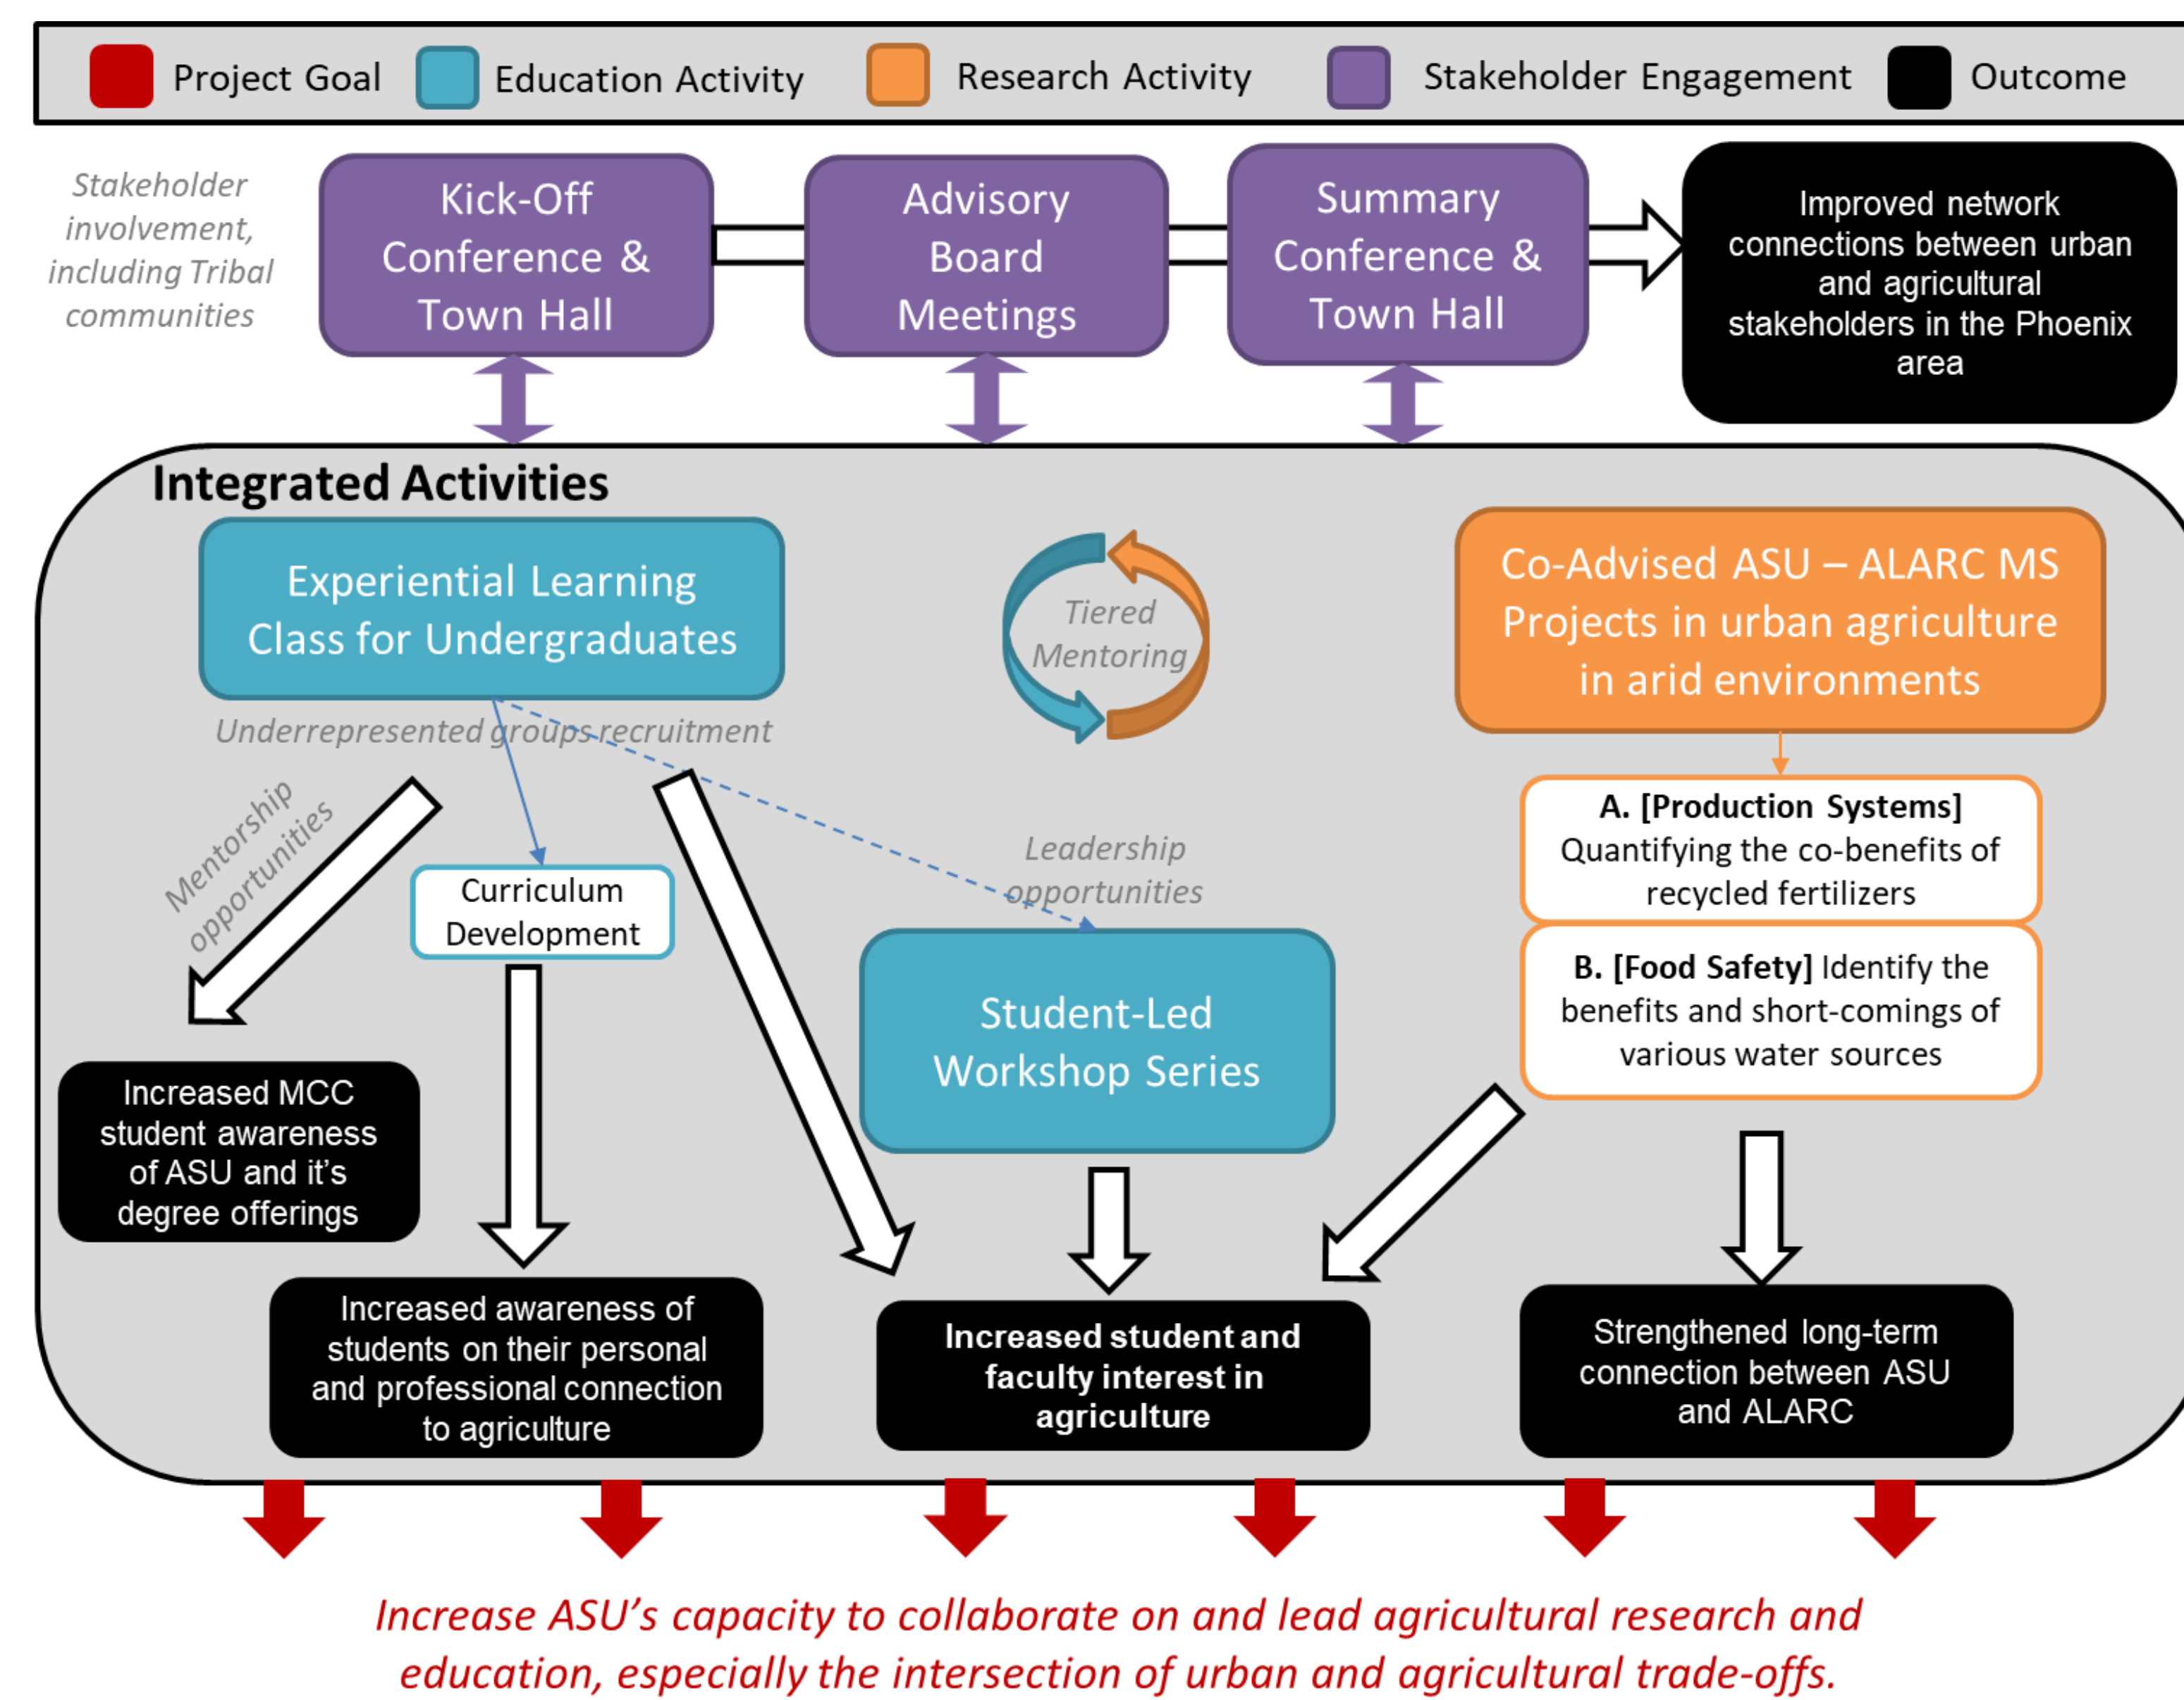 Project Goal
Education Activity
Research Activity
Stakeholder Engagement
Outcome
Stakeholder
involvement,
including Tribal
communities
Kick-Off
Conference &
Town Hall
Advisory
Board
Meetings
Summary
Conference &
Town Hall
Improved network
connections between urban
and agricultural
stakeholders in the Phoenix
area
Integrated Activities
Experiential Learning
Class for Undergraduates
Underrepresented groups recruitment
Tiered
Mentoring
Co-Advised ASU – ALARC MS
Projects in urban agriculture
in arid environments
Mentorship
opportunities
Curriculum
Development
Leadership
opportunities
A. [Production Systems]
Quantifying the co-benefits of
recycled fertilizers
B. [Food Safety] Identify the
benefits and short-comings of
various water sources
Student-Led
Workshop Series
Increased MCC
student awareness
of ASU and it’s
degree offerings
Increased awareness of
students on their personal
and professional connection
to agriculture
Increased student and
faculty interest in
agriculture
Strengthened long-term
connection between ASU
and ALARC
Increase ASU’s capacity to collaborate on and lead agricultural research and
education, especially the intersection of urban and agricultural trade-offs.